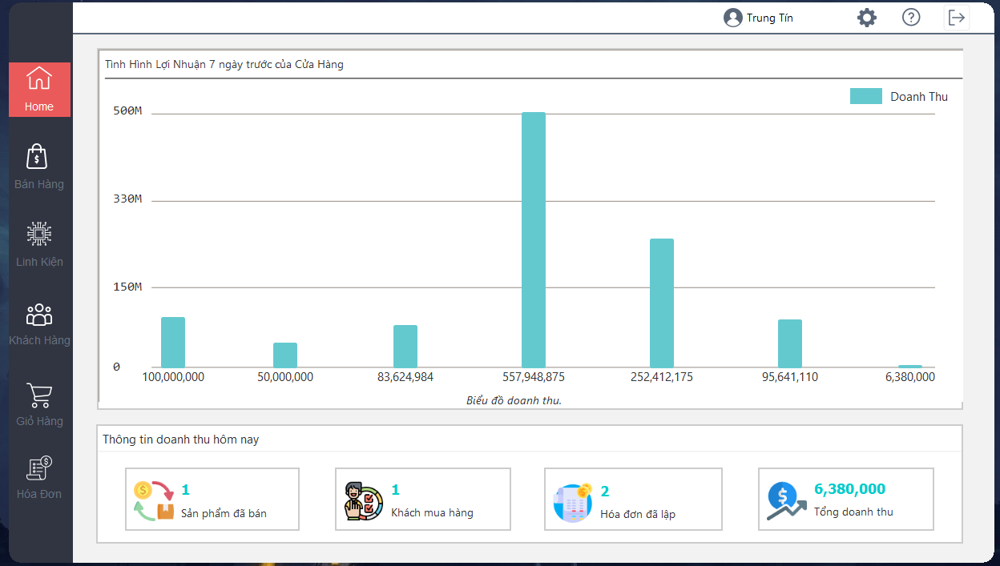 Trung Tín
Home
Bán Hàng
Linh Kiện
Khách Hàng
Giỏ Hàng
Hóa Đơn
Tình Hình Lợi Nhuận 7 ngày trước của Cửa Hàng
Doanh Thu
500M
330M
150M
0
100,000,000 50,000,000 83,624,984 557,948,875 252,412,175 95,641,110 6,380,000
Biểu đồ doanh thu.
Thông tin doanh thu hôm nay
1
Sản phẩm đã bán
1
Khách mua hàng
2
Hóa đơn đã lập
6,380,000
Tổng doanh thu